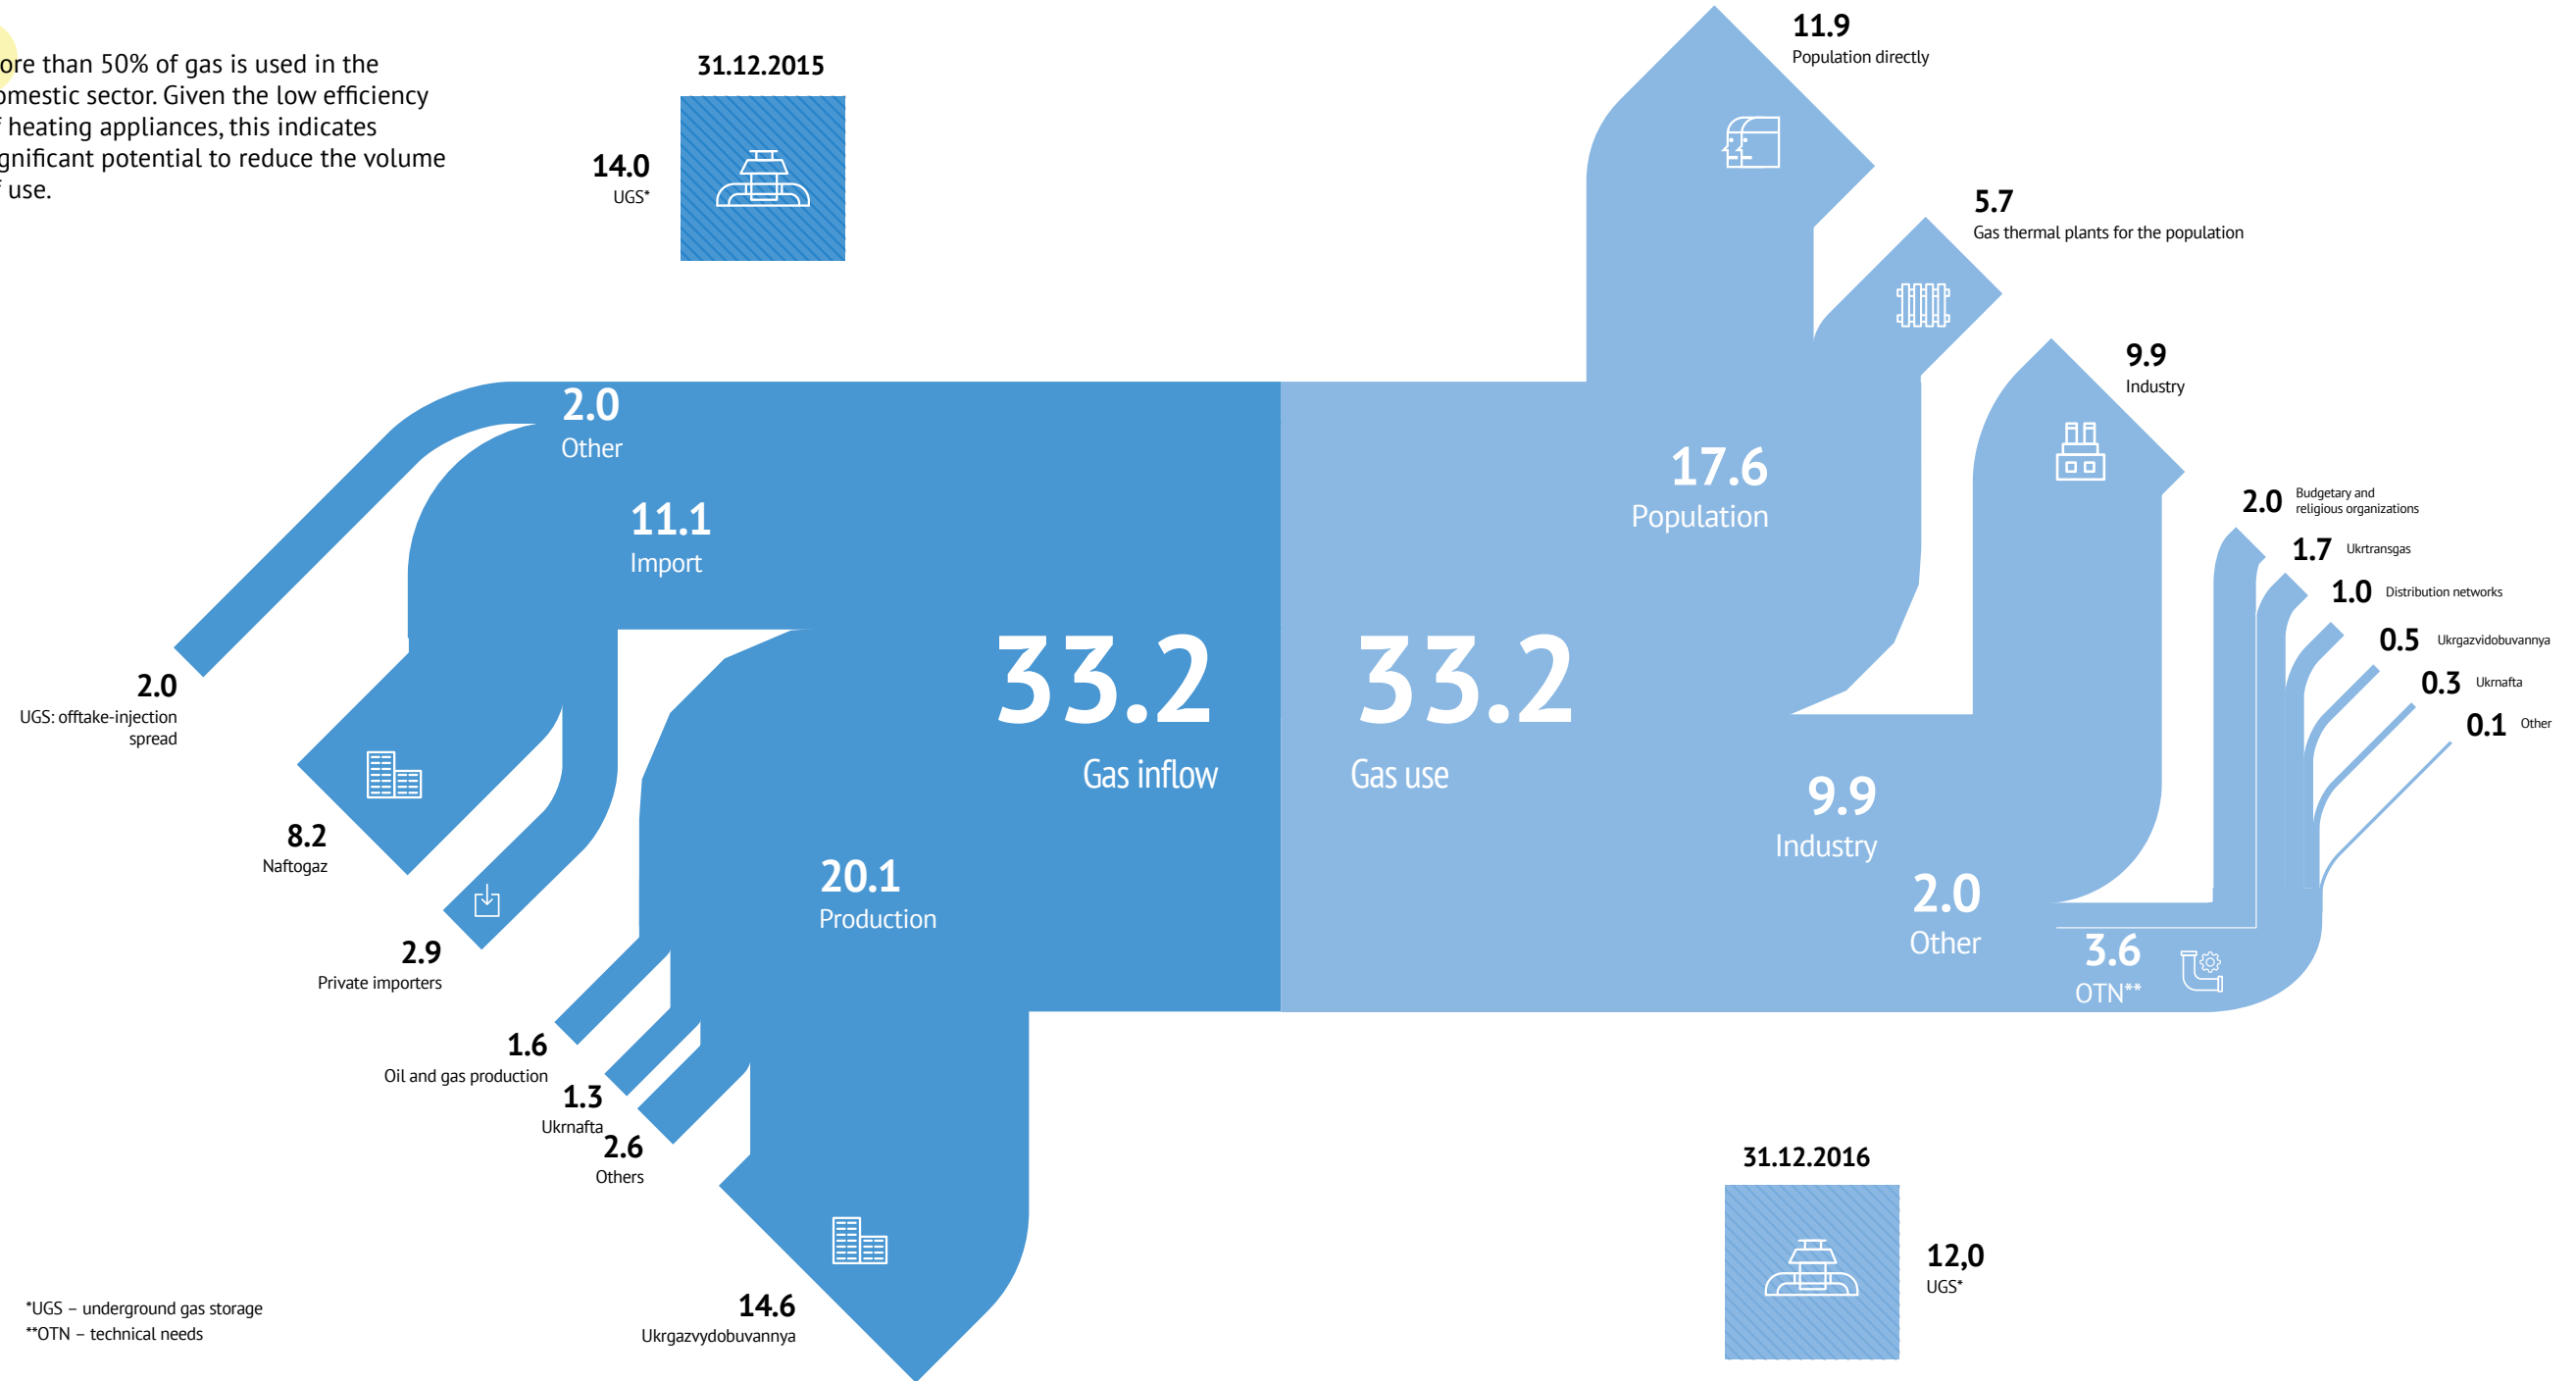 ore than 50% of gas is used in the
omestic sector. Given the low efficiency
f heating appliances, this indicates
gnificant potential to reduce the volume
f use.
31.12.2015
14.0
UGS*
11.9
Population directly
5.7
Gas thermal plants for the population
9.9
Industry
2.0
Budgetary and
religious organizations
1.7
Ukrtransgas
1.0
Distribution networks
0.5
Ukrgazvidobuvannya
0.3
Ukrnafta
0.1
Other
2.0
Other
11.1
Import
20.1
Production
33.2
Gas inflow
33.2
Gas use
17.6
Population
9.9
Industry
2.0
Other
3.6
OTN**
2.0
UGS: offtake-injection
spread
8.2
Naftogaz
2.9
Private importers
1.6
Oil and gas production
1.3
Ukrnafta
2.6
Others
14.6
Ukrgazvydobuvannya
31.12.2016
12,0
UGS*
*UGS – underground gas storage
**OTN – technical needs